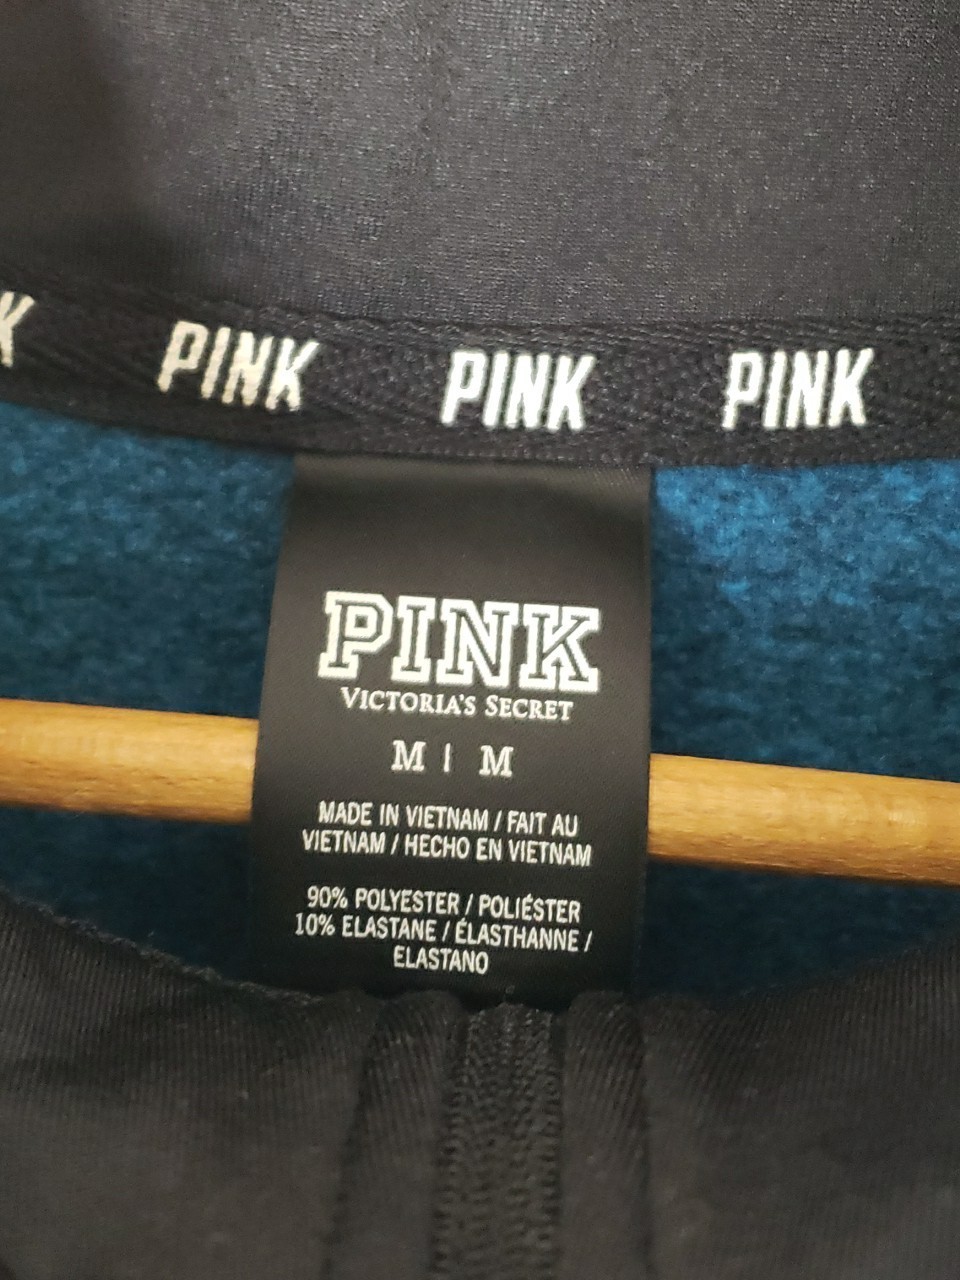 K PINK PINK PINK
PINK
VICTORIA'S SECRET
M | M
MADE IN VIETNAM / FAIT AU
VIETNAM / HECHO EN VIETNAM
90% POLYESTER / POLIÉSTER
10% ELASTANE / ÉLASTHANNE /
ELASTANO